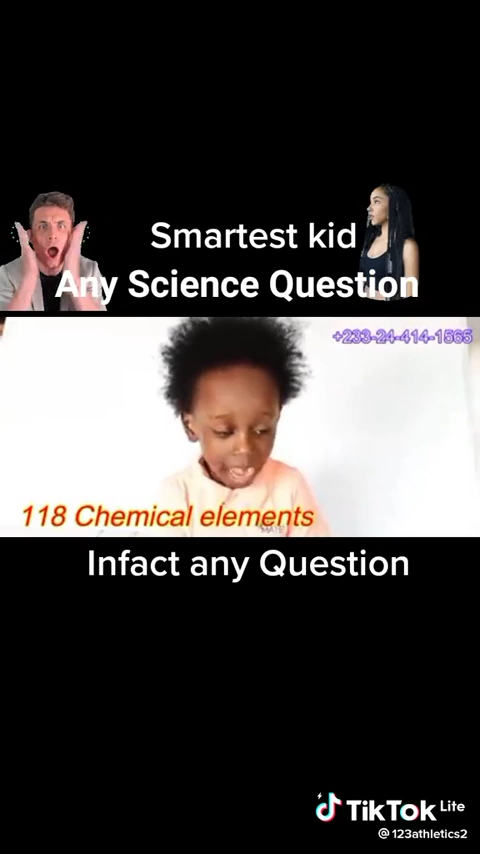 Smartest kid
Any Science Question
+233-24-414-1565
118 Chemical elements
Infact any Question
TikTok Lite
@123athletics2